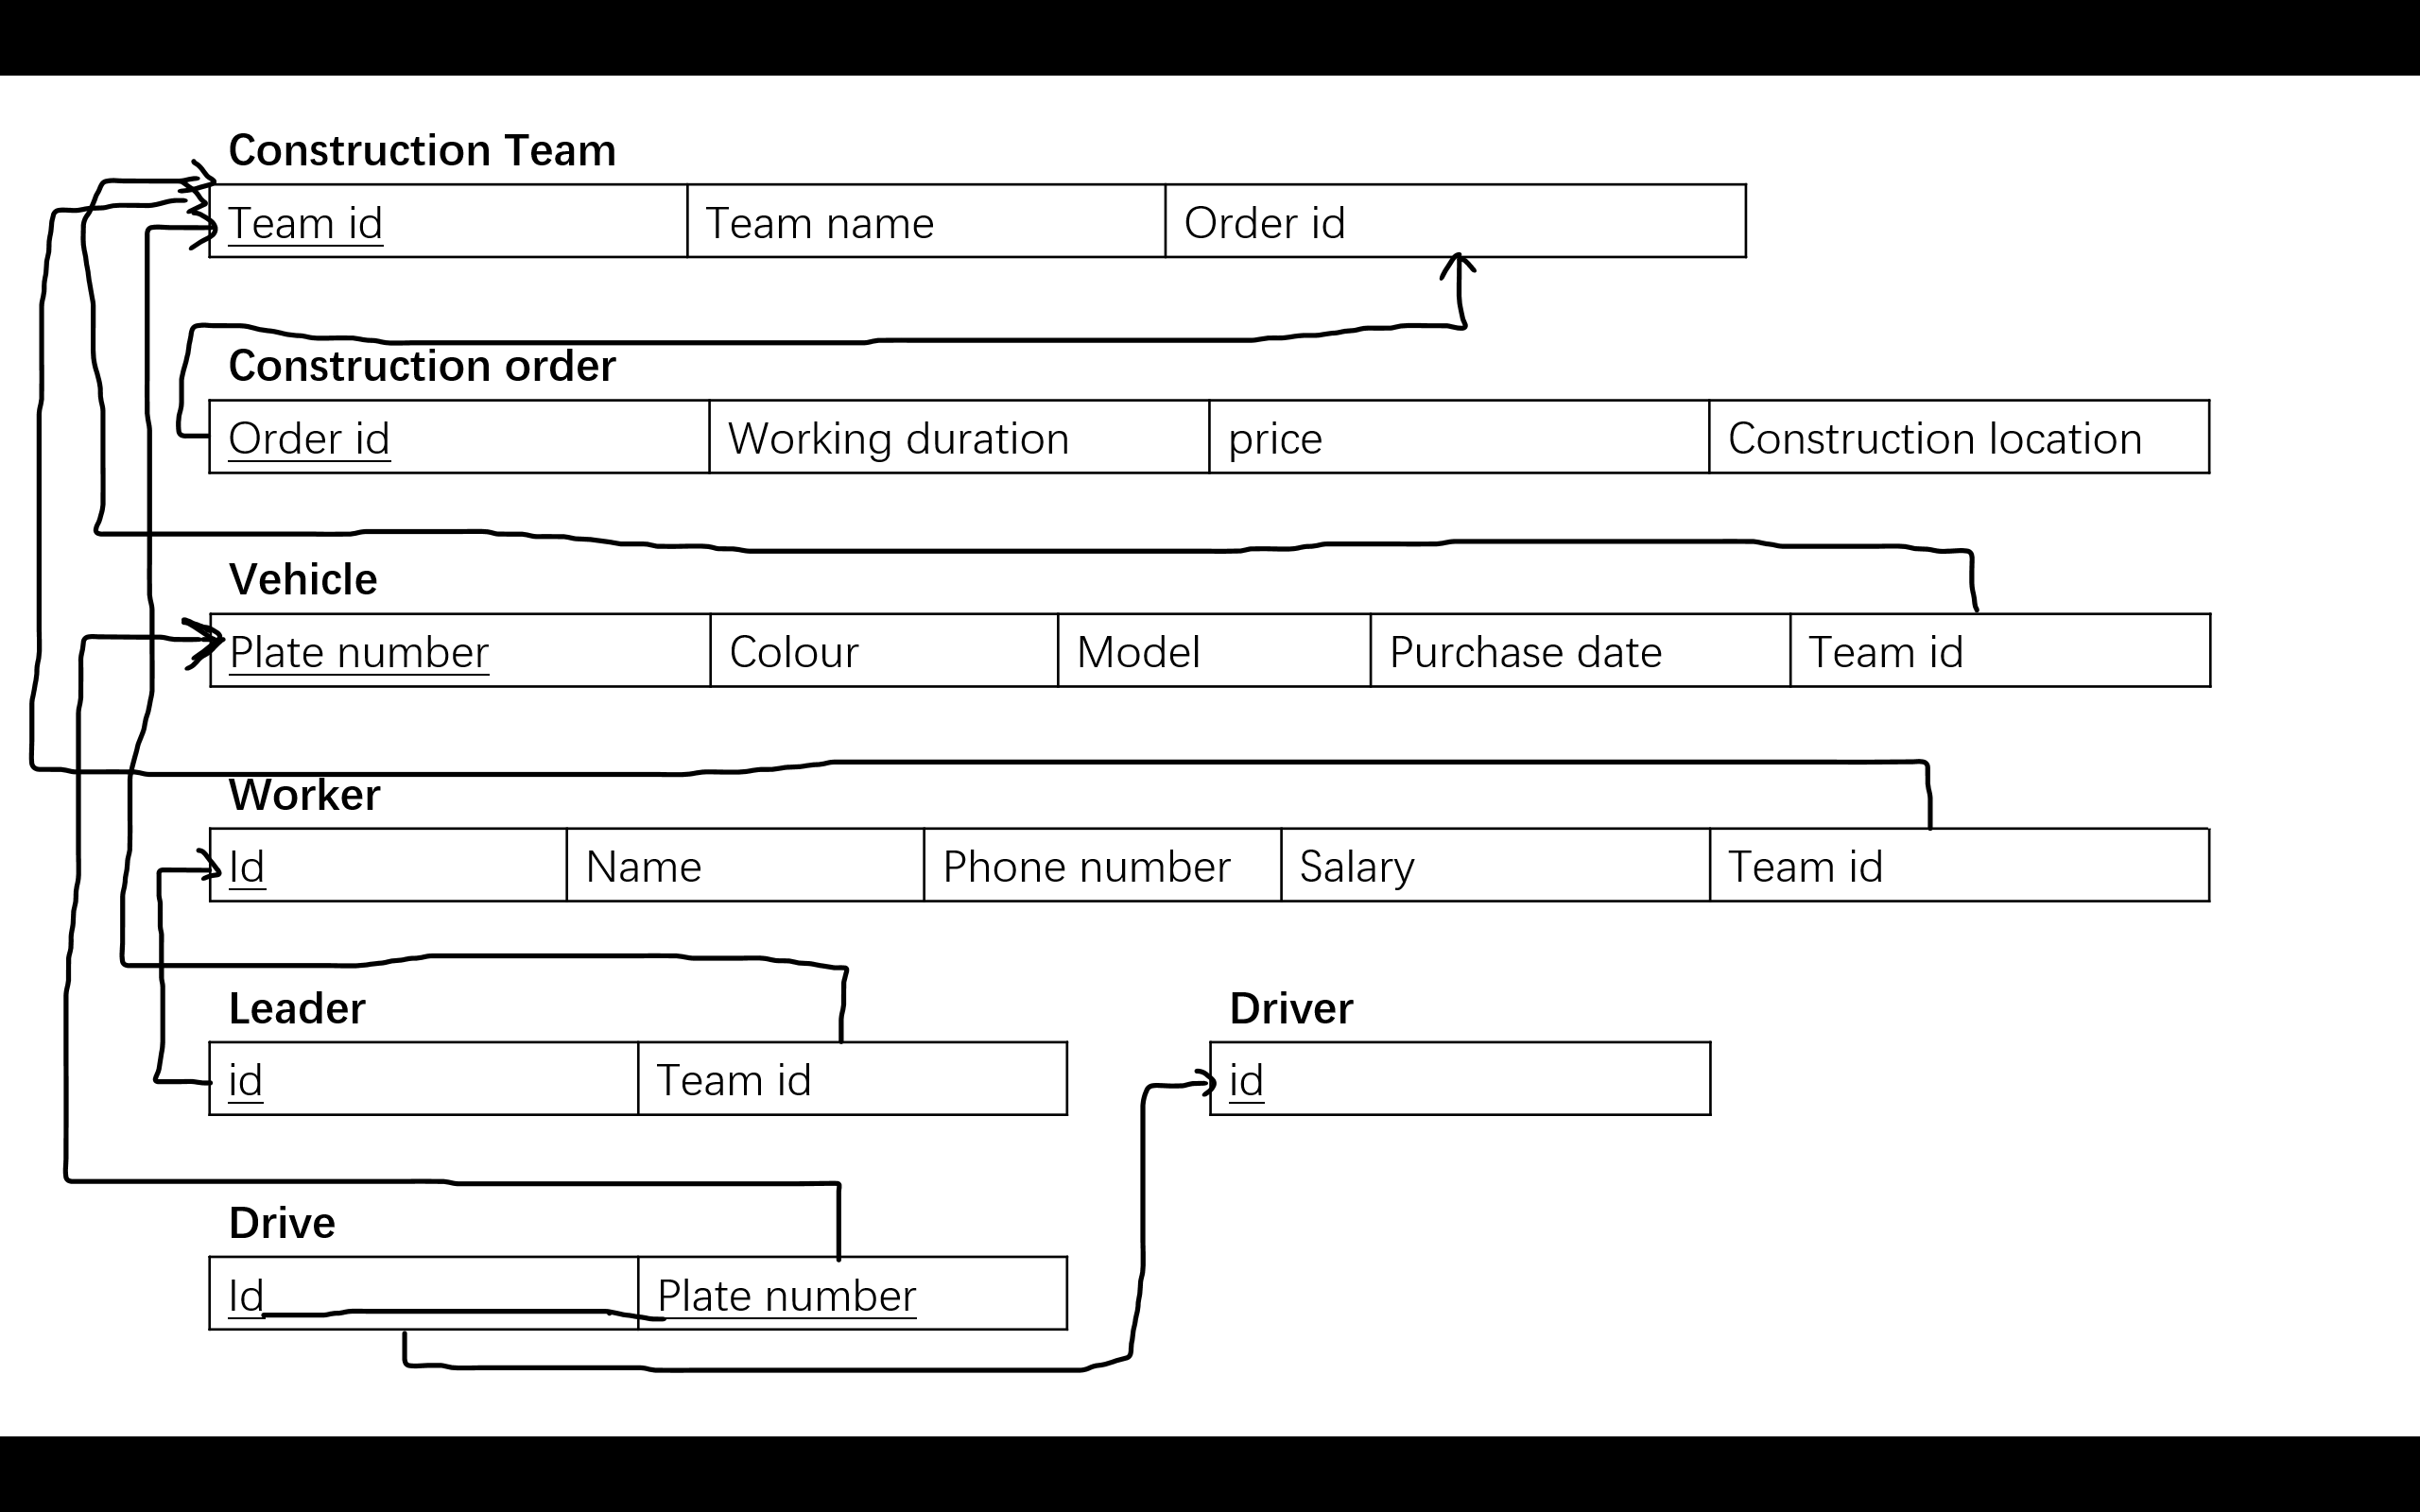 Construction Team
Team id Team name Order id
Construction order
Order id Working duration price Construction location
Vehicle
Plate number Colour Model Purchase date Team id
Worker
Id Name Phone number Salary Team id
Leader Driver
id Team id id
Drive
Id Plate number